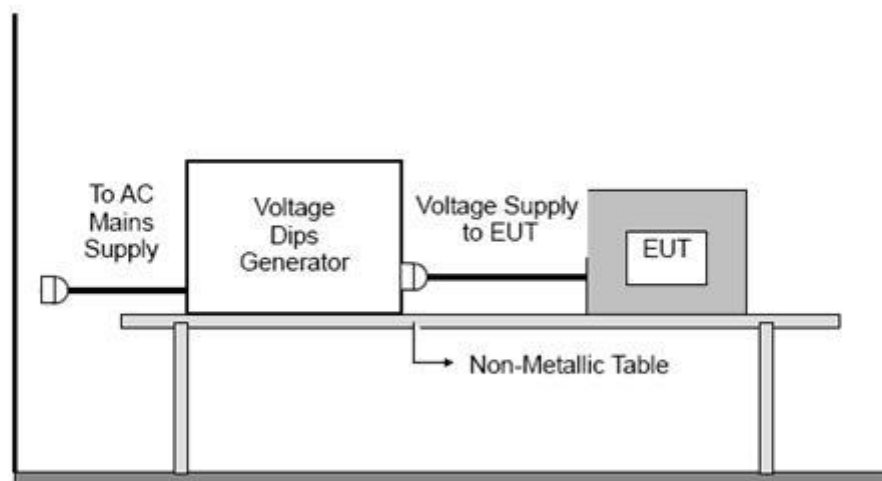 To AC
Mains
Supply
Voltage
Dips
Generator
Voltage Supply
to EUT
EUT
Non-Metallic Table